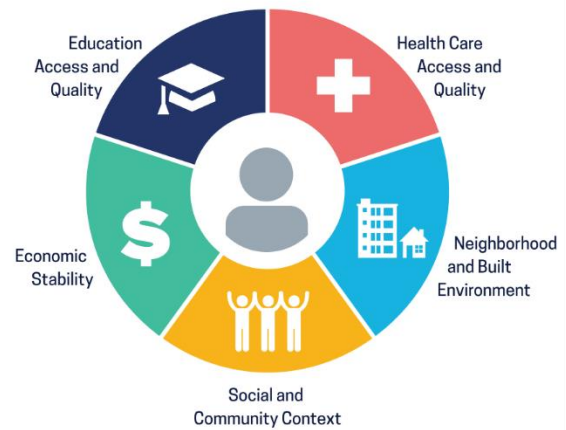 Education
Access and
Quality
Health Care
Access and
Quality
Economic
Stability
$
Neighborhood
and Built
Environment
Social and
Community Context